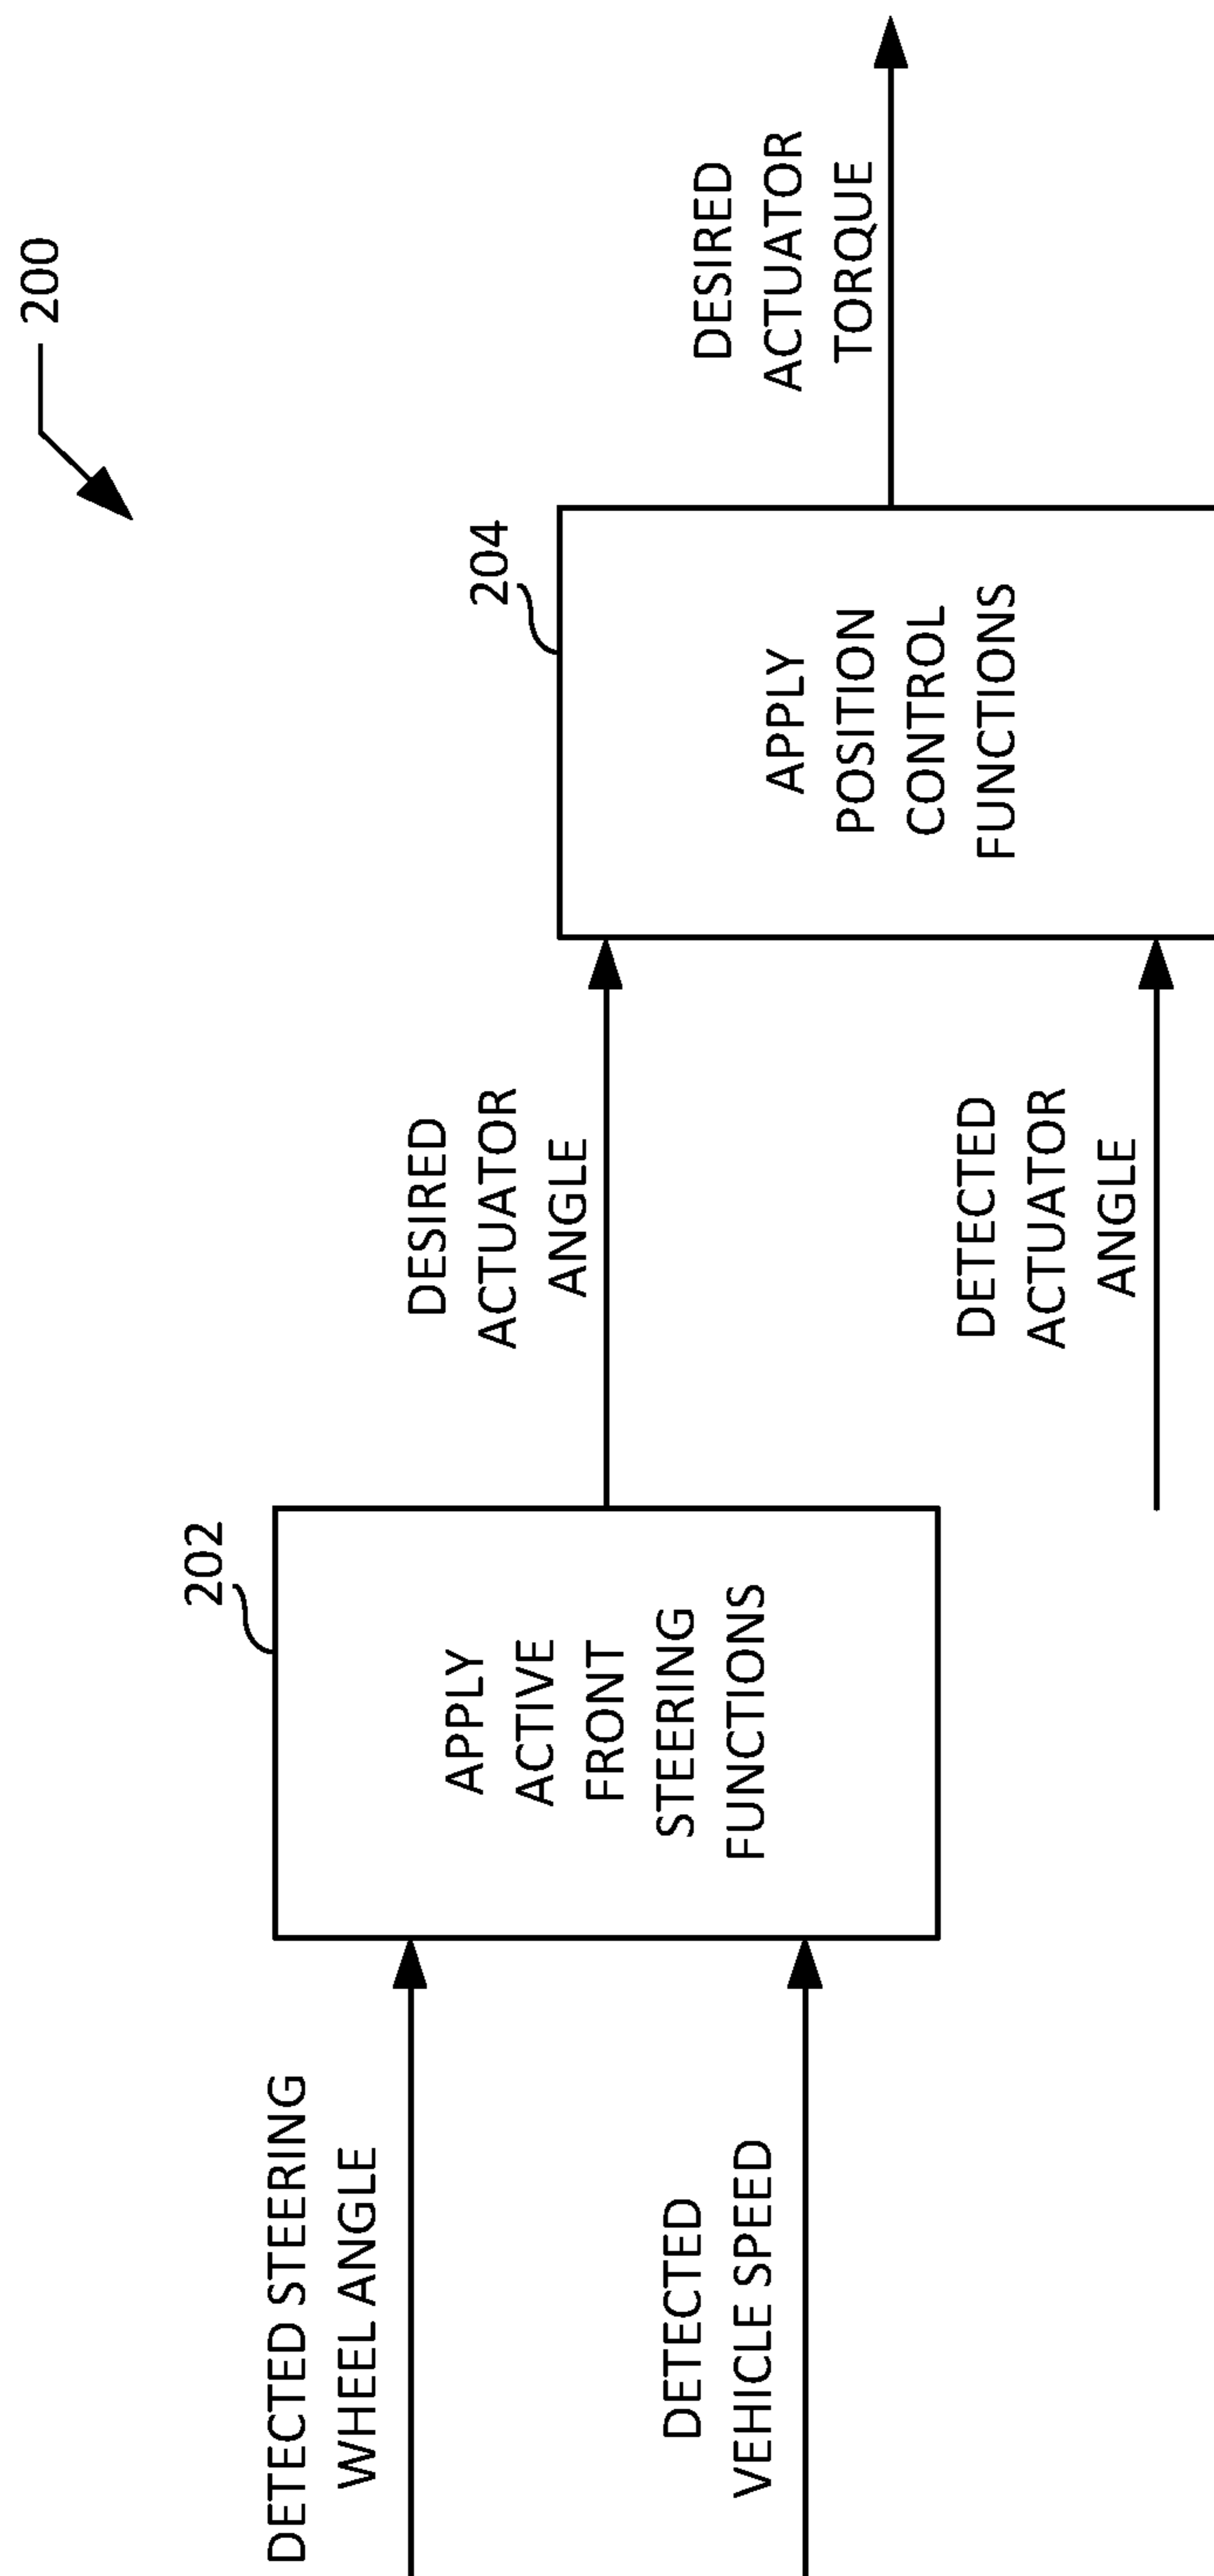 200
DETECTED STEERING
WHEEL ANGLE
DETECTED
VEHICLE SPEED
202
APPLY
ACTIVE
FRONT
STEERING
FUNCTIONS
DESIRED
ACTUATOR
ANGLE
DETECTED
ACTUATOR
ANGLE
204
APPLY
POSITION
CONTROL
FUNCTIONS
DESIRED
ACTUATOR
TORQUE